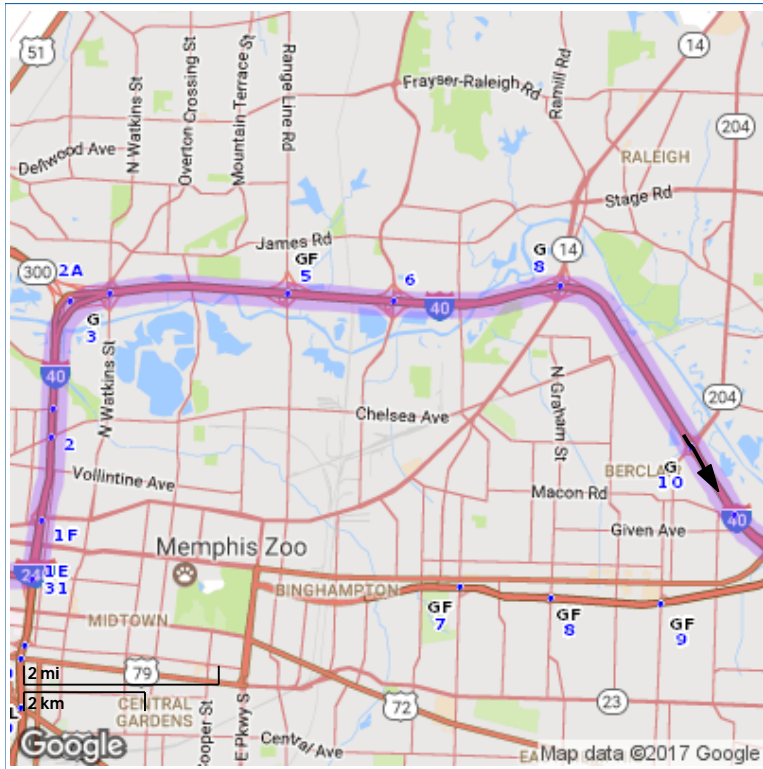 51
14
N Watkins St
Overton Crossing St
Mountain Terrace St
Range Line Rd
Frayser-Raleigh Rd
Ramill Rd
204
Dellwood Ave
RALEIGH
Stage Rd
James Rd
300
2A
GF
5
6
G
8
14
40
G
3
40
N Watkins St
Chelsea Ave
N Graham St
204
2
Vollintine Ave
BERCLAIR
G
10
Macon Rd
40
Given Ave
1F
Memphis Zoo
240
1E
31
BINGHAMPTON
GF
7
GF
8
GF
9
MIDTOWN
2 mi
79
2 km
CENTRAL
GARDENS
Cooper St
E Pkwy S
72
23
Central Ave
Google
Map data ©2017 Google